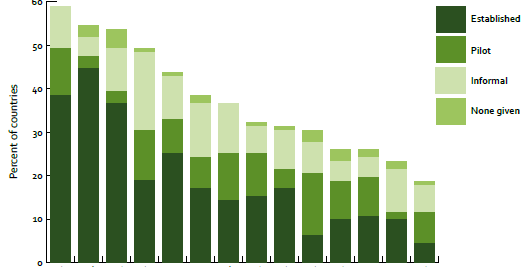 60
50
40
30
20
10
0
Percent of countries
Established
Pilot
Informal
None given